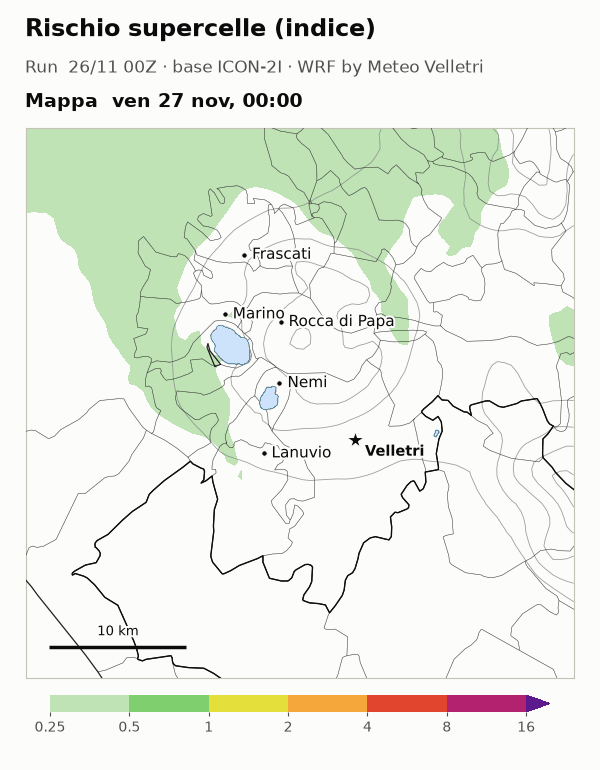 Rischio supercelle (indice)
Run  26/11 00Z · base ICON-2I · WRF by Meteo Velletri
Mappa  ven 27 nov, 00:00
Frascati
Marino
Rocca di Papa
Nemi
Velletri
Lanuvio
10 km
0.25 0.5 1 2 4 8 16